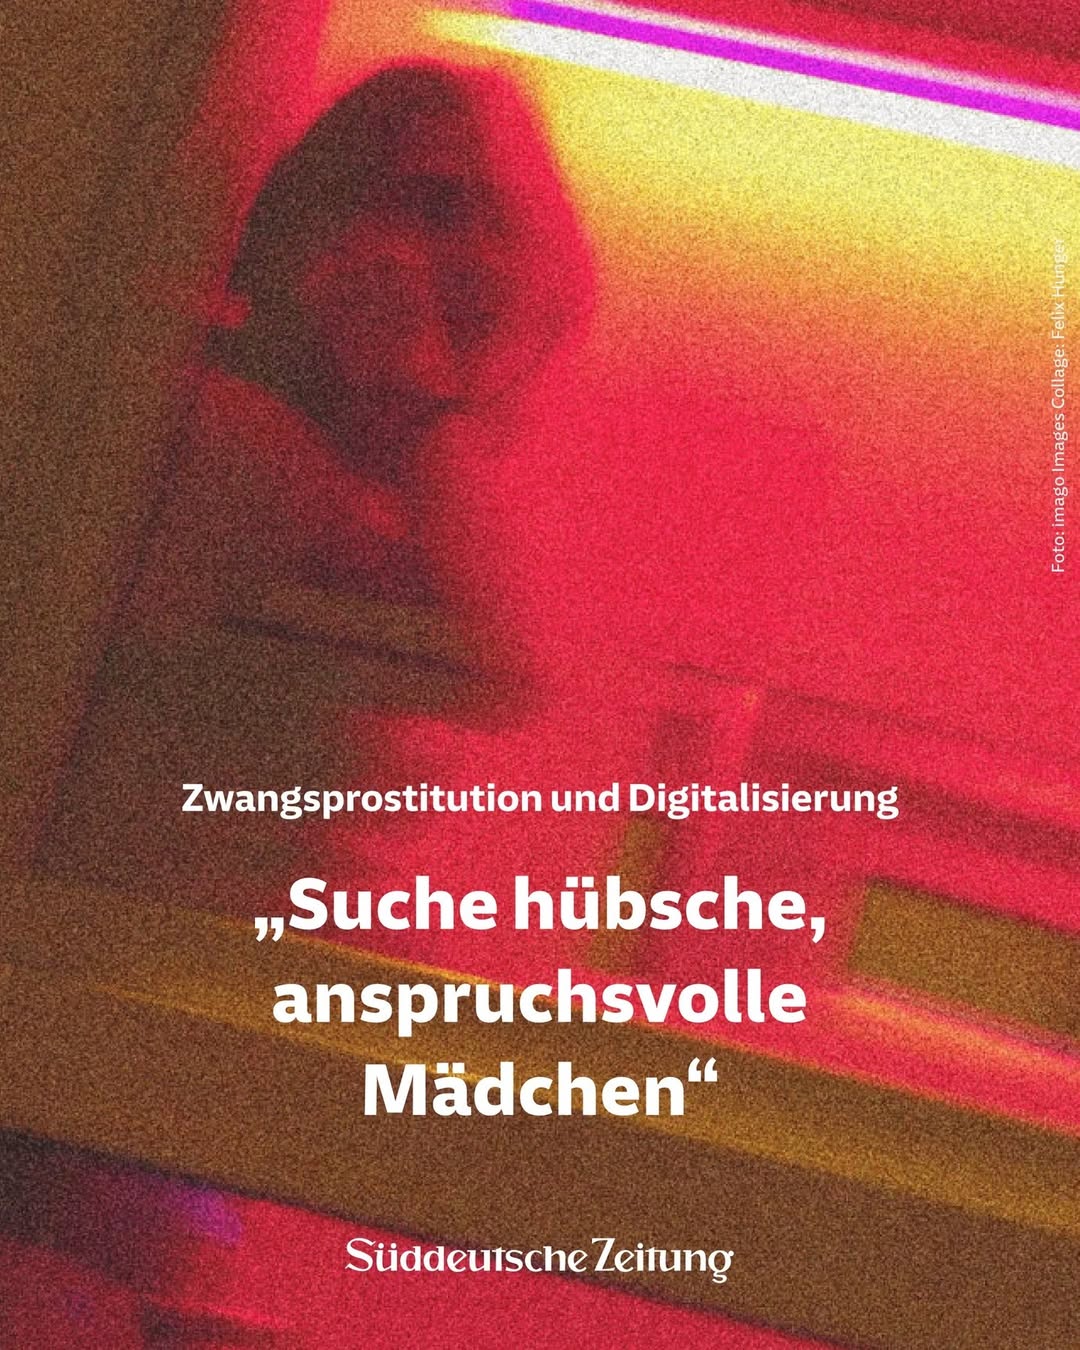 Foto: imago Images Collage: Felix Hunger
Zwangsprostitution und Digitalisierung
„Suche hübsche,
anspruchsvolle
Mädchen“
Süddeutsche Zeitung